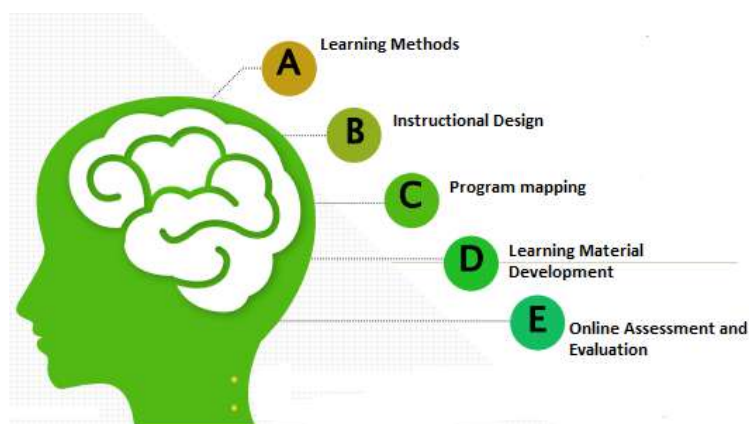 A
Learning Methods
B
Instructional Design
C
Program mapping
D
Learning Material
Development
E
Online Assessment and
Evaluation